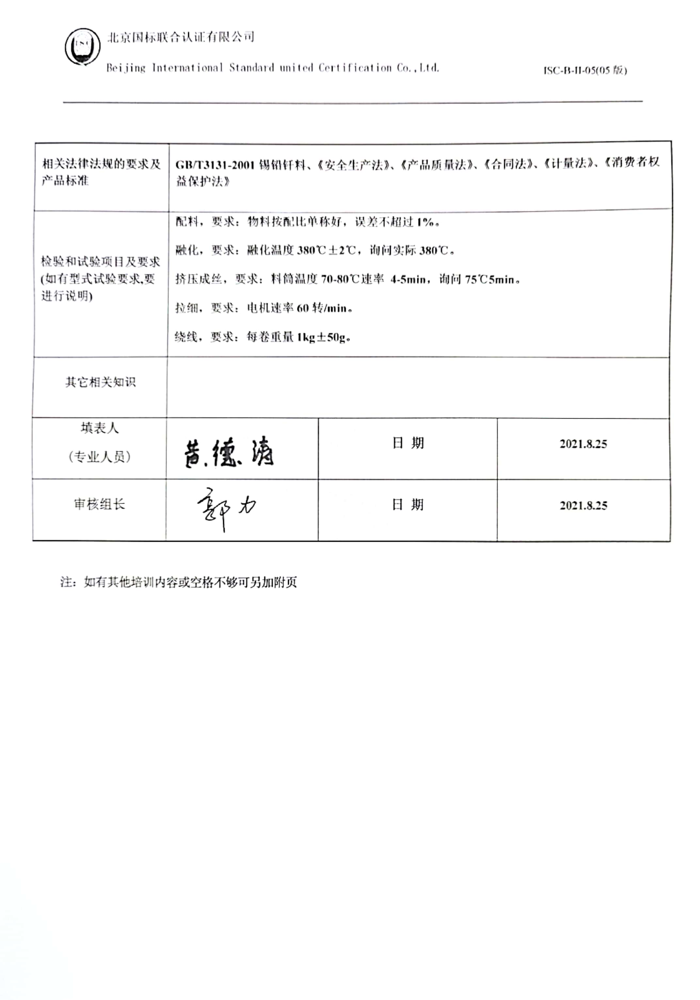 ISC
北京国标联合认证有限公司
Beijing International Standard united Certification Co.,Ltd.
ISC-B-II-05(05 版)
相关法律法规的要求及
产品标准
GB/T3131-2001 锡铅钎料、《安全生产法》、《产品质量法》、《合同法》、《计量法》、《消费者权
益保护法》
检验和试验项目及要求
(如有型式试验要求,要
进行说明)
配料，要求：物料按配比单称好，误差不超过 1%。
融化，要求：融化温度 380℃±2℃，询问实际 380℃。
挤压成丝，要求：料筒温度 70-80℃速率 4-5min，询问 75℃5min。
拉细，要求：电机速率 60 转/min。
绕线，要求：每卷重量 1kg±50g。
其它相关知识
填表人
（专业人员）
德
日 期
2021.8.25
审核组长
郭力
日 期
2021.8.25
注：如有其他培训内容或空格不够可另加附页